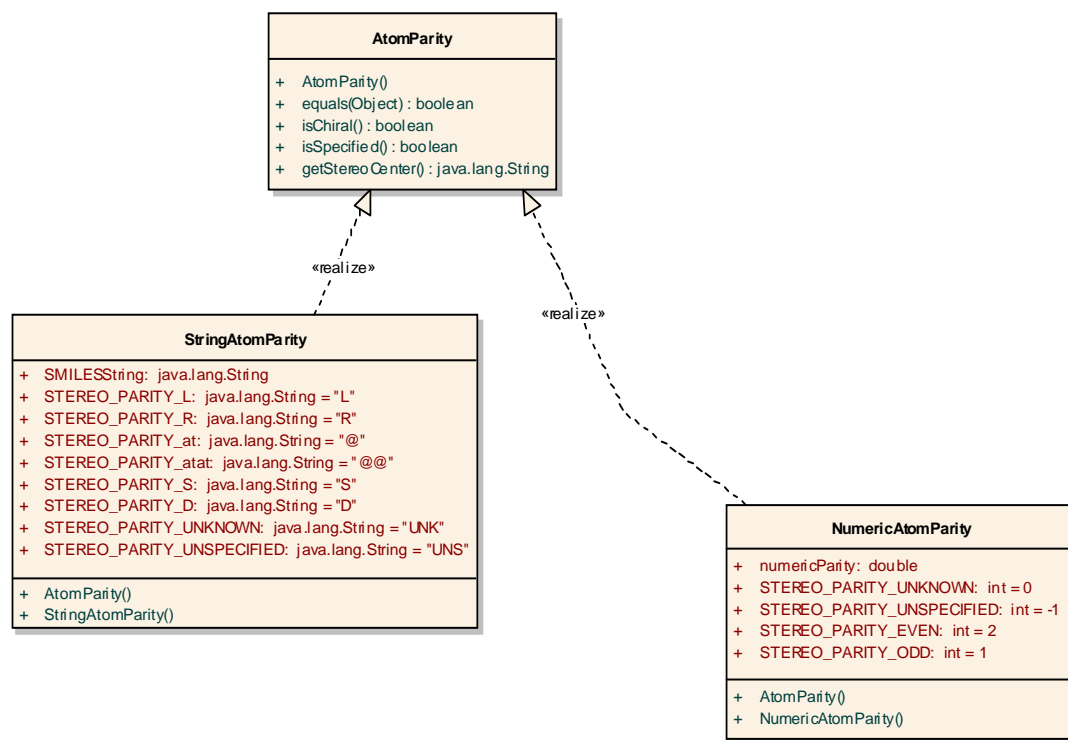 AtomParity
+ AtomParity()
+ equals(Object) : boolean
+ isChiral() : boolean
+ isSpecified() : boolean
+ getStereoCenter() : java.lang.String
«realize»
«realize»
StringAtomParity
+ SMILESString: java.lang.String
+ STEREO_PARITY_L: java.lang.String = "L"
+ STEREO_PARITY_R: java.lang.String = "R"
+ STEREO_PARITY_at: java.lang.String = "@"
+ STEREO_PARITY_atat: java.lang.String = "@@"
+ STEREO_PARITY_S: java.lang.String = "S"
+ STEREO_PARITY_D: java.lang.String = "D"
+ STEREO_PARITY_UNKNOWN: java.lang.String = "UNK"
+ STEREO_PARITY_UNSPECIFIED: java.lang.String = "UNS"
+ AtomParity()
+ StringAtomParity()
NumericAtomParity
+ numericParity: double
+ STEREO_PARITY_UNKNOWN: int = 0
+ STEREO_PARITY_UNSPECIFIED: int = -1
+ STEREO_PARITY_EVEN: int = 2
+ STEREO_PARITY_ODD: int = 1
+ AtomParity()
+ NumericAtomParity()